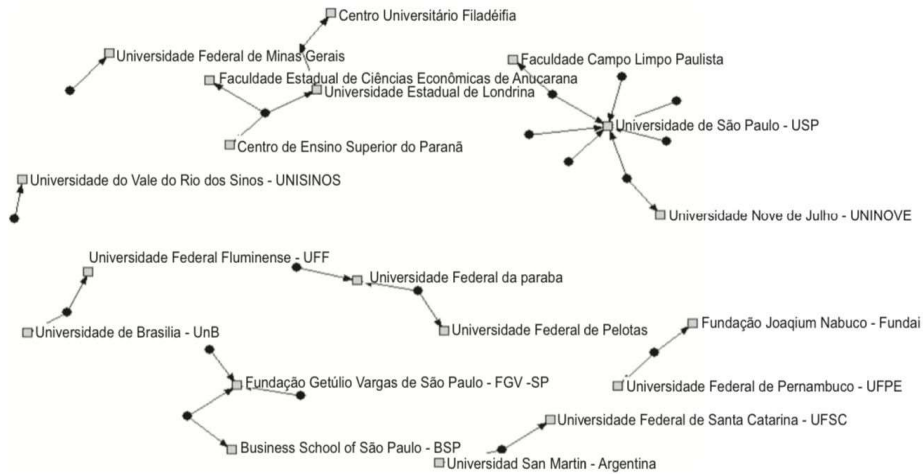 Centro Universitário Filadéifia
Universidade Federal de Minas Gerais
Faculdade Campo Limpo Paulista
Faculdade Estadual de Ciências Econômicas de Anucarana
Universidade Estadual de Londrina
Universidade de São Paulo - USP
Centro de Ensino Superior do Paranã
Universidade do Vale do Rio dos Sinos - UNISINOS
Universidade Nove de Julho - UNINOVE
Universidade Federal Fluminense - UFF
Universidade Federal da paraba
Universidade de Brasilia - UnB
Universidade Federal de Pelotas
Fundação Joaqium Nabuco - Fundai
Fundação Getúlio Vargas de São Paulo - FGV -SP
Universidade Federal de Pernambuco - UFPE
Universidade Federal de Santa Catarina - UFSC
Business School of São Paulo - BSP
Universidad San Martin - Argentina